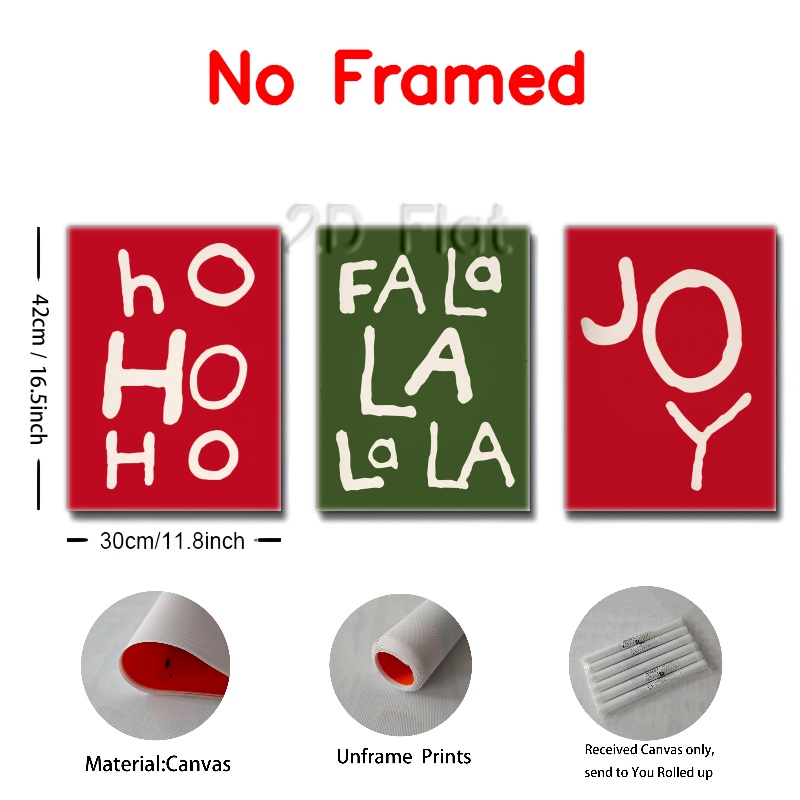 No Framed
2D Flat
42cm / 16.5inch
hO
HO
HO
FA La
LA
La LA
JO
Y
30cm/11.8inch
Material:Canvas
Unframe Prints
Received Canvas only,
send to You Rolled up